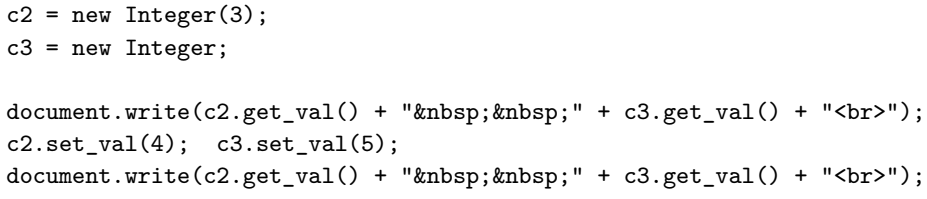 c2 = new Integer(3);
c3 = new Integer;
document.write(c2.get_val() + "&nbsp;&nbsp;" + c3.get_val() + "<br>");
c2.set_val(4);  c3.set_val(5);
document.write(c2.get_val() + "&nbsp;&nbsp;" + c3.get_val() + "<br>");